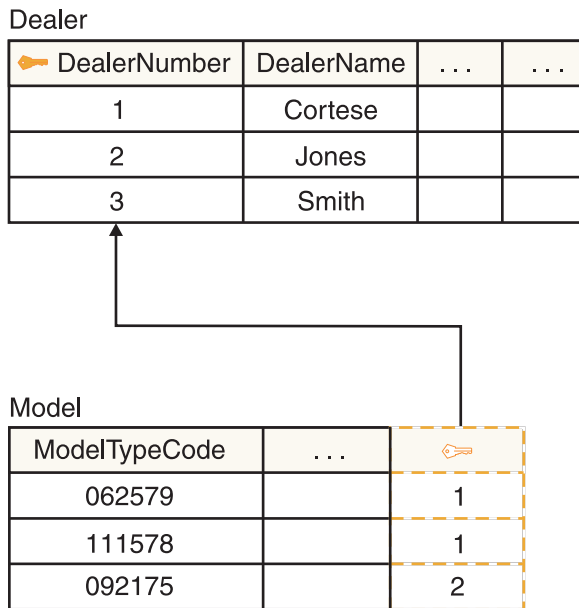 Dealer
DealerNumber DealerName ... ...
1 Cortese
2 Jones
3 Smith
Model
ModelTypeCode ...
062579 1
111578 1
092175 2